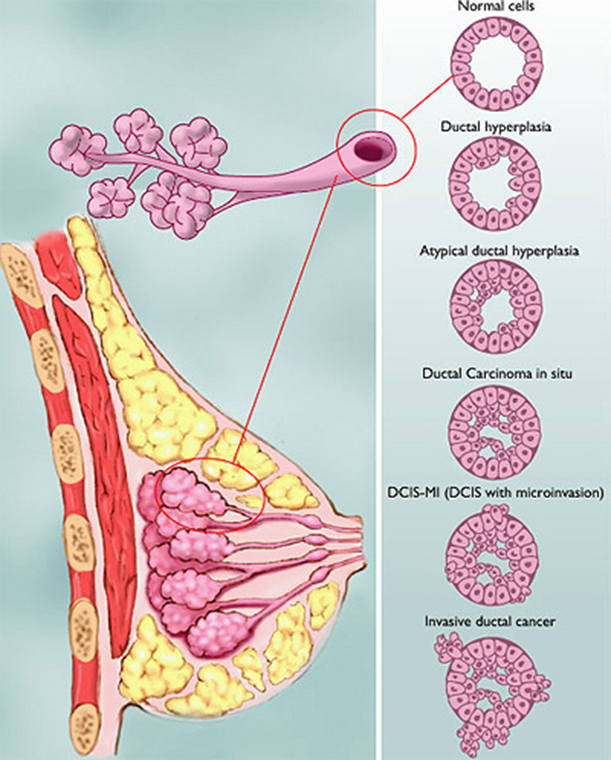 Normal cells
Ductal hyperplasia
Atypical ductal hyperplasia
Ductal Carcinoma in situ
DCIS-MI (DCIS with microinvasion)
Invasive ductal cancer